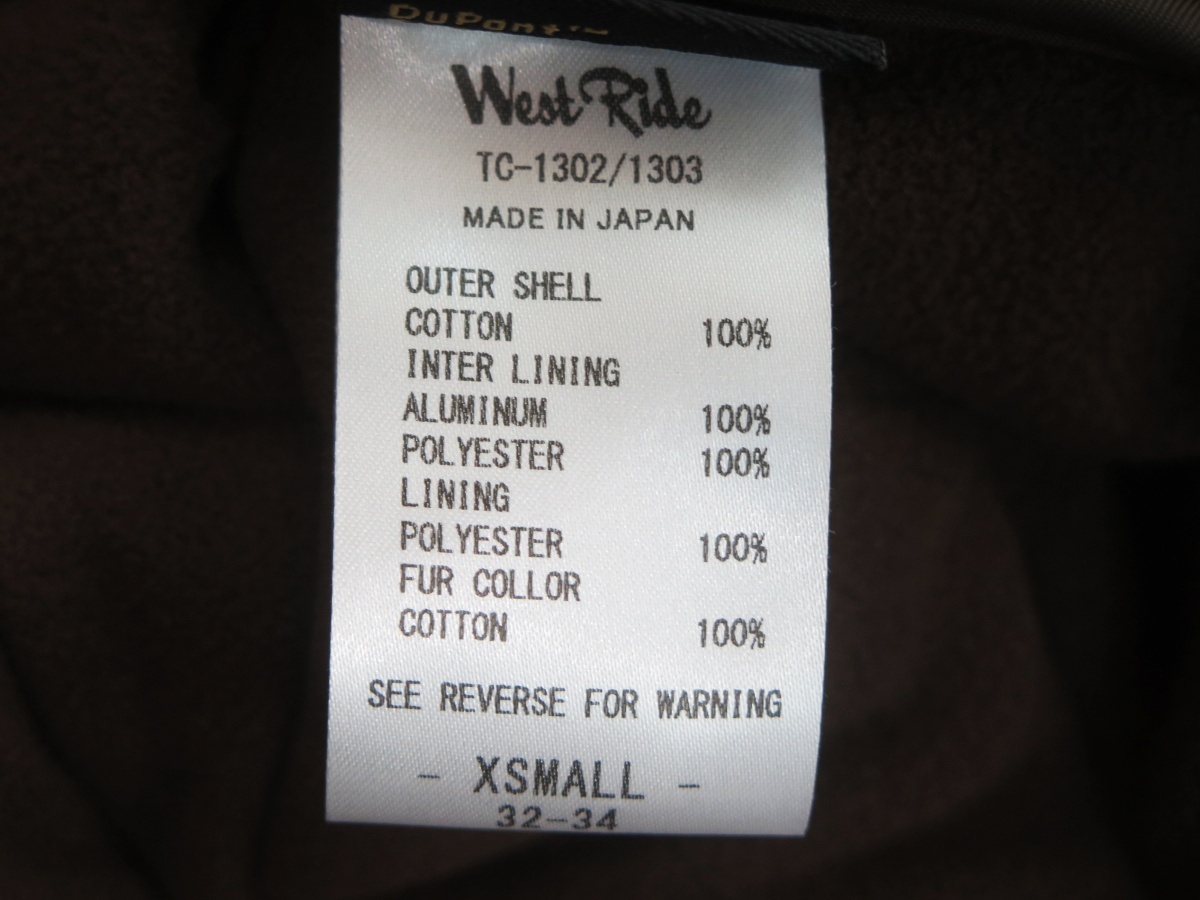 DuPont™
West Ride
TC-1302/1303
MADE IN JAPAN
OUTER SHELL
COTTON 100%
INTER LINING
ALUMINUM 100%
POLYESTER 100%
LINING
POLYESTER 100%
FUR COLLOR
COTTON 100%
SEE REVERSE FOR WARNING
- XSMALL -
32-34